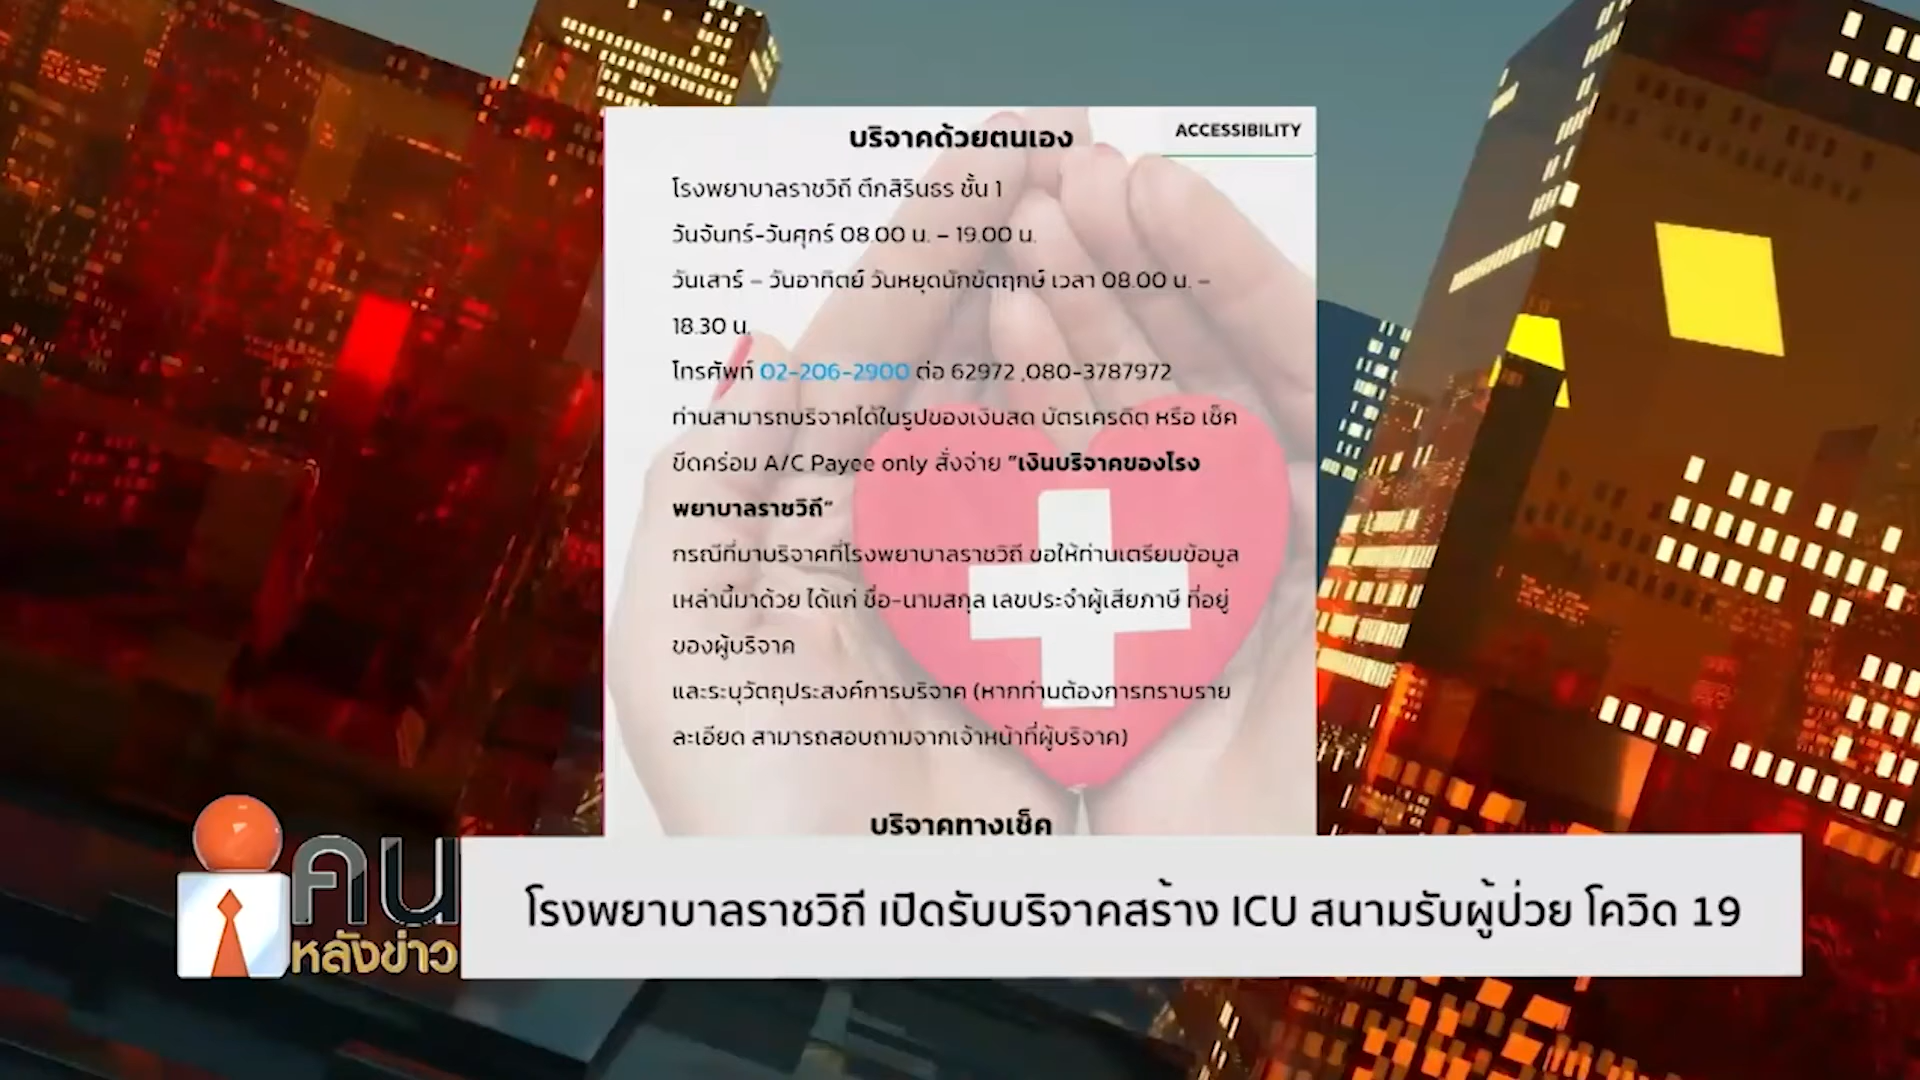 บริจาคด้วยตนเอง
ACCESSIBILITY
โรงพยาบาลราชวิถี ตึกสิรินธร ชั้น 1
วันจันทร์-วันศุกร์ 08.00 น. – 19.00 น.
วันเสาร์ – วันอาทิตย์ วันหยุดนักขัตฤกษ์ เวลา 08.00 น. –
18.30 น.
โทรศัพท์ 02-206-2900 ต่อ 62972 ,080-3787972
ท่านสามารถบริจาคได้ในรูปของเงินสด บัตรเครดิต หรือ เช็ค
ขีดคร่อม A/C Payee only สั่งจ่าย “เงินบริจาคของโรง
พยาบาลราชวิถี“
กรณีที่มาบริจาคที่โรงพยาบาลราชวิถี ขอให้ท่านเตรียมข้อมูล
เหล่านี้มาด้วย ได้แก่ ชื่อ-นามสกุล เลขประจำผู้เสียภาษี ที่อยู่
ของผู้บริจาค
และระบุวัตถุประสงค์การบริจาค (หากท่านต้องการทราบราย
ละเอียด สามารถสอบถามจากเจ้าหน้าที่ผู้บริจาค)
บริจาคทางเช็ค
คน
หลังข่าว
โรงพยาบาลราชวิถี เปิดรับบริจาคสร้าง ICU สนามรับผู้ป่วย โควิด 19